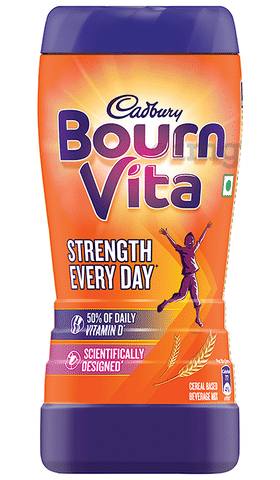 Cadbury
Bourn
Vita
STRENGTH
EVERY DAY*
50% OF DAILY
VITAMIN D^
SCIENTIFICALLY
DESIGNED^
CEREAL BASED
BEVERAGE MIX